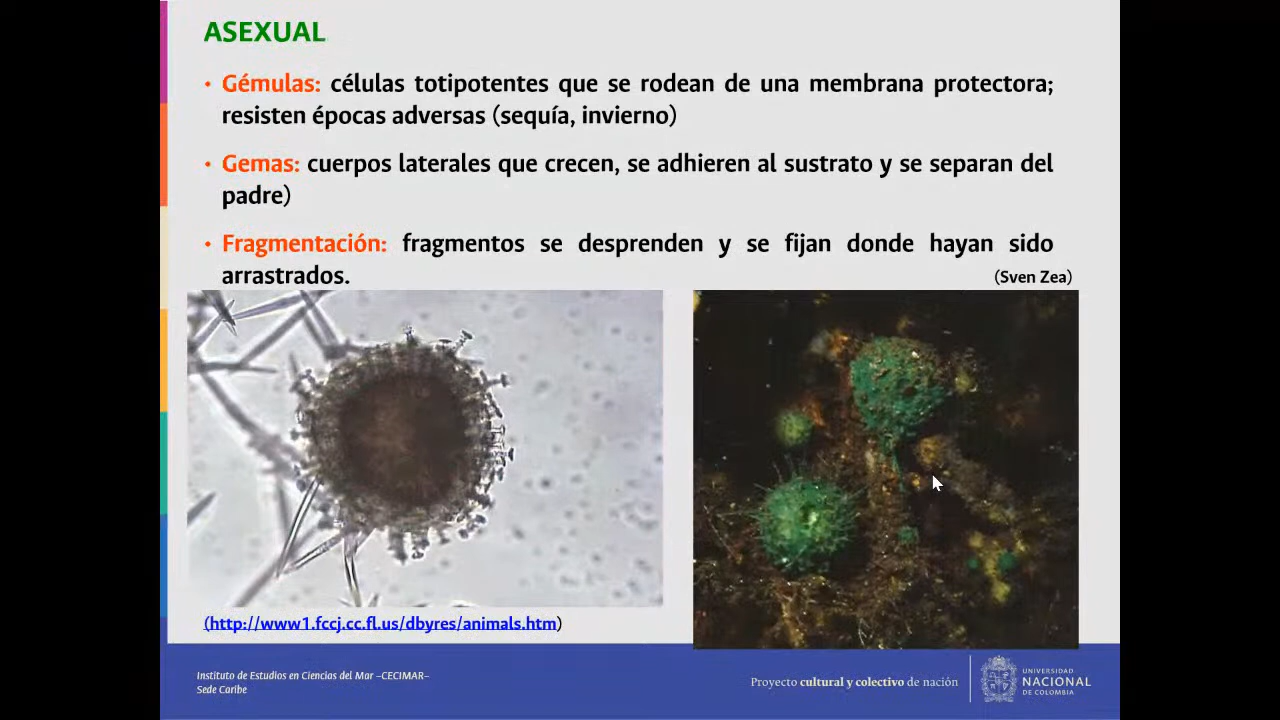 ASEXUAL
• Gémulas: células totipotentes que se rodean de una membrana protectora;
resisten épocas adversas (sequía, invierno)
• Gemas: cuerpos laterales que crecen, se adhieren al sustrato y se separan del
padre)
• Fragmentación: fragmentos se desprenden y se fijan donde hayan sido
arrastrados.
(Sven Zea)
(http://www1.fccj.cc.fl.us/dbyres/animals.htm)
Instituto de Estudios en Ciencias del Mar –CECIMAR–
Sede Caribe
Proyecto cultural y colectivo de nación
UNIVERSIDAD
NACIONAL
DE COLOMBIA